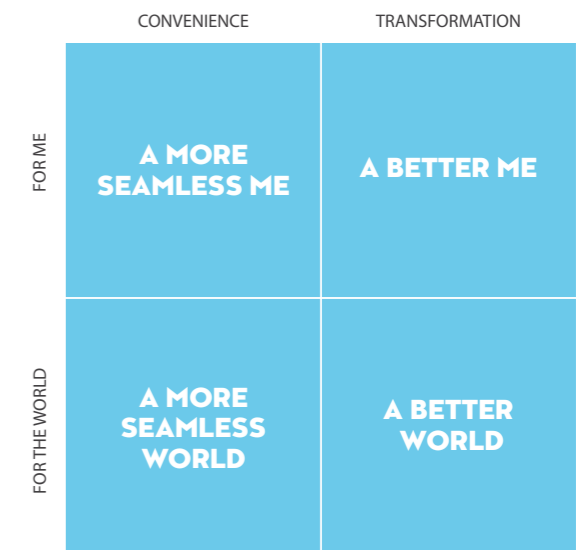 CONVENIENCE
TRANSFORMATION
FOR ME
A MORE
SEAMLESS ME
A BETTER ME
FOR THE WORLD
A MORE
SEAMLESS
WORLD
A BETTER
WORLD